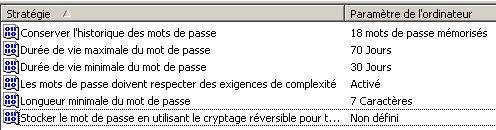 Stratégie Paramètre de l'ordinateur
Conserver l'historique des mots de passe 18 mots de passe mémorisés
Durée de vie maximale du mot de passe 70 Jours
Durée de vie minimale du mot de passe 30 Jours
Les mots de passe doivent respecter des exigences de complexité Activé
Longueur minimale du mot de passe 7 Caractères
Stocker le mot de passe en utilisant le cryptage réversible pour t... Non défini